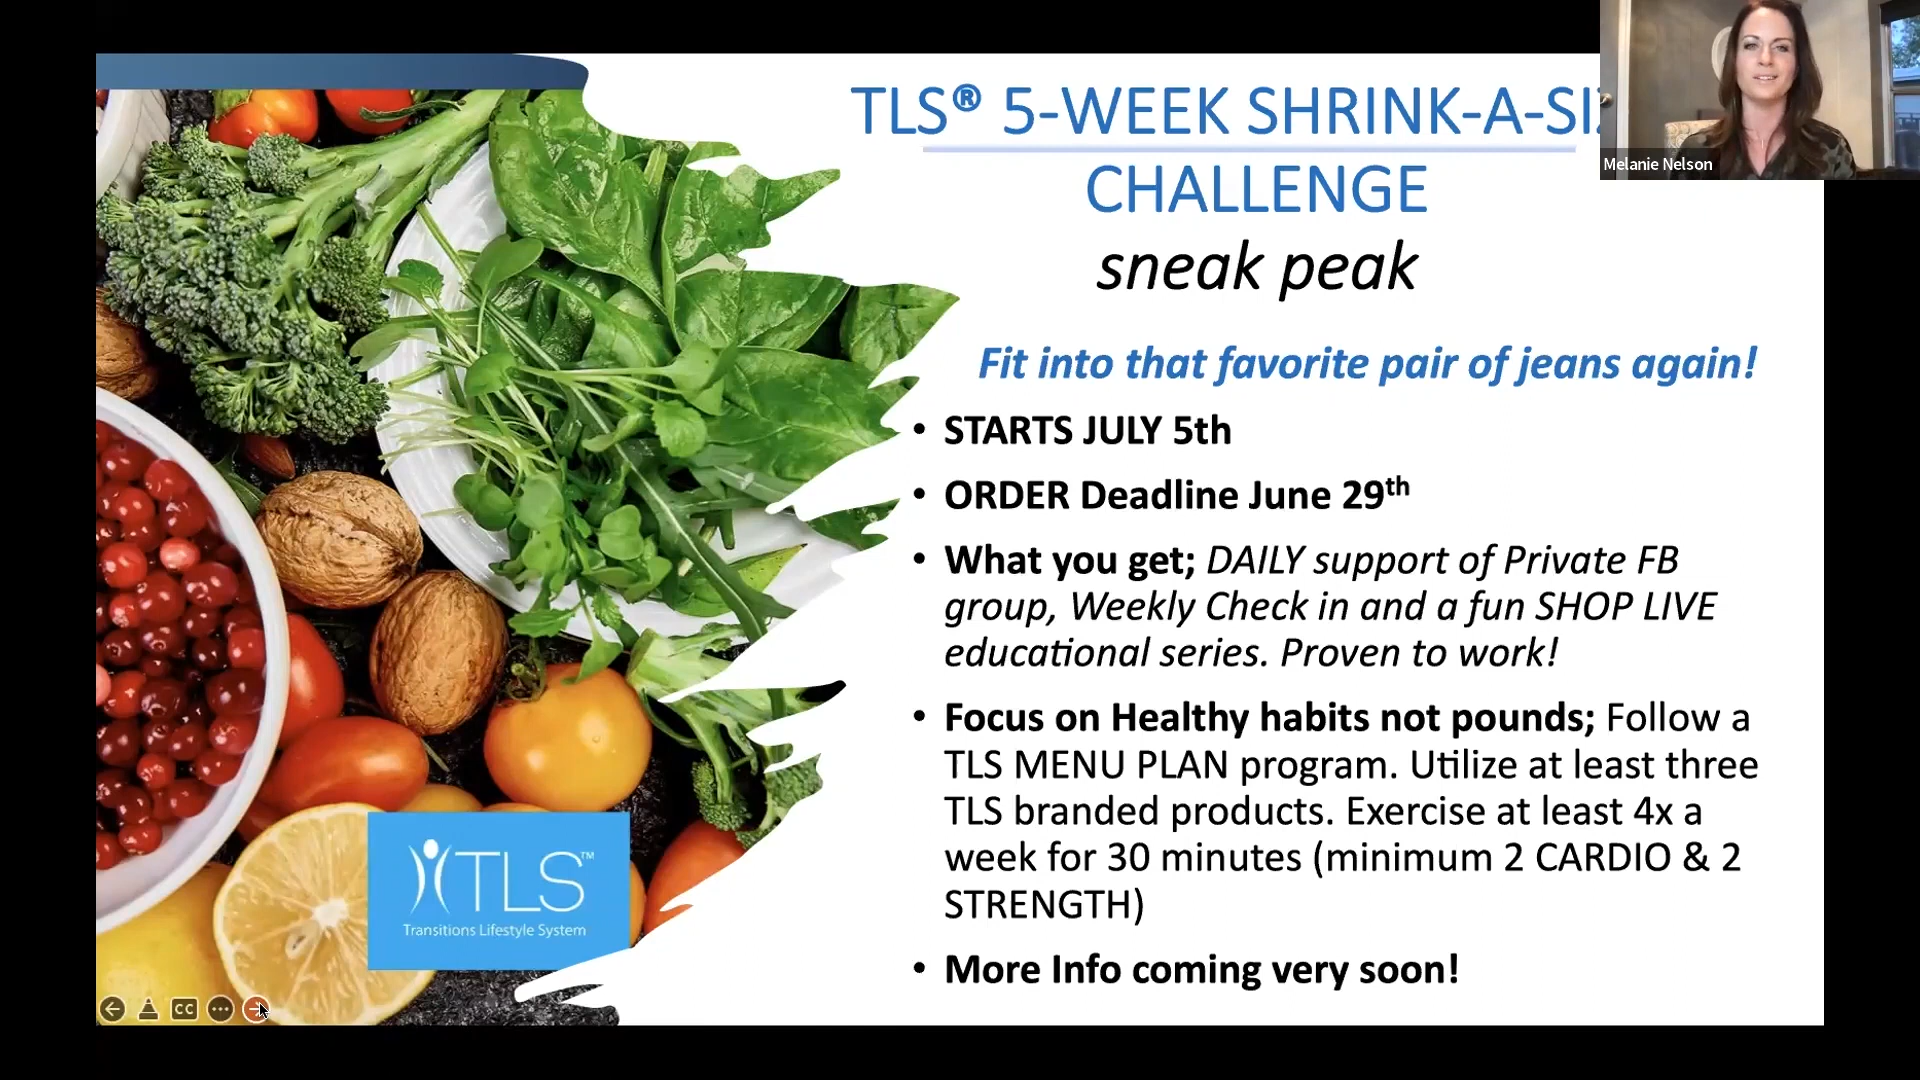 TLS® 5-WEEK SHRINK-A-SI
CHALLENGE
sneak peak
Melanie Nelson
Fit into that favorite pair of jeans again!
• STARTS JULY 5th
• ORDER Deadline June 29th
• What you get; DAILY support of Private FB
group, Weekly Check in and a fun SHOP LIVE
educational series. Proven to work!
• Focus on Healthy habits not pounds; Follow a
TLS MENU PLAN program. Utilize at least three
TLS branded products. Exercise at least 4x a
week for 30 minutes (minimum 2 CARDIO & 2
STRENGTH)
• More Info coming very soon!
TLS™
Transitions Lifestyle System
CC